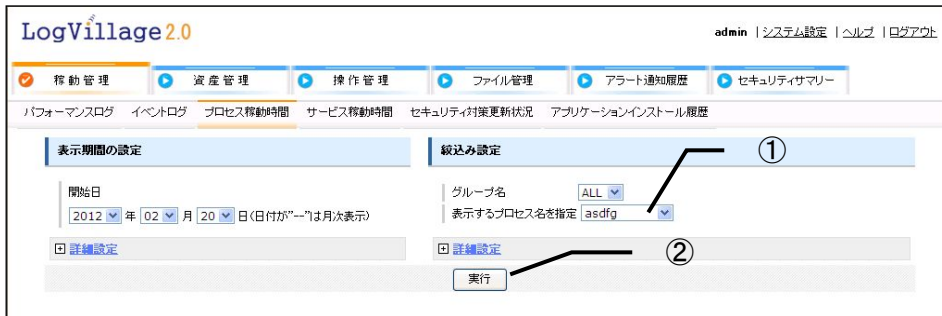 LogVillage 2.0
admin | システム設定 | ヘルプ | ログアウト
稼動管理 資産管理 操作管理 ファイル管理 アラート通知履歴 セキュリティサマリー
パフォーマンスログ イベントログ プロセス稼動時間 サービス稼動時間 セキュリティ対策更新状況 アプリケーションインストール履歴
表示期間の設定
開始日
2012 年 02 月 20 日(日付が"--"は月次表示)
詳細設定
絞込み設定
①
グループ名 ALL
表示するプロセス名を指定 asdfg
詳細設定
②
実行